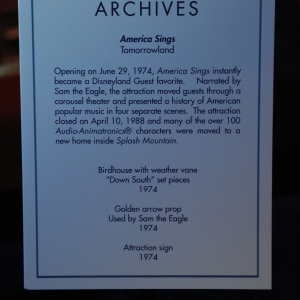 ARCHIVES
America Sings
Tomorrowland
Opening on June 29, 1974, America Sings instantly
became a Disneyland Guest favorite. Narrated by
Sam the Eagle, the attraction moved guests through a
carousel theater and presented a history of American
popular music in four separate scenes. The attraction
closed on April 10, 1988 and many of the over 100
Audio-Animatronics® characters were moved to a
new home inside Splash Mountain.
Birdhouse with weather vane
"Down South" set pieces
1974
Golden arrow prop
Used by Sam the Eagle
1974
Attraction sign
1974